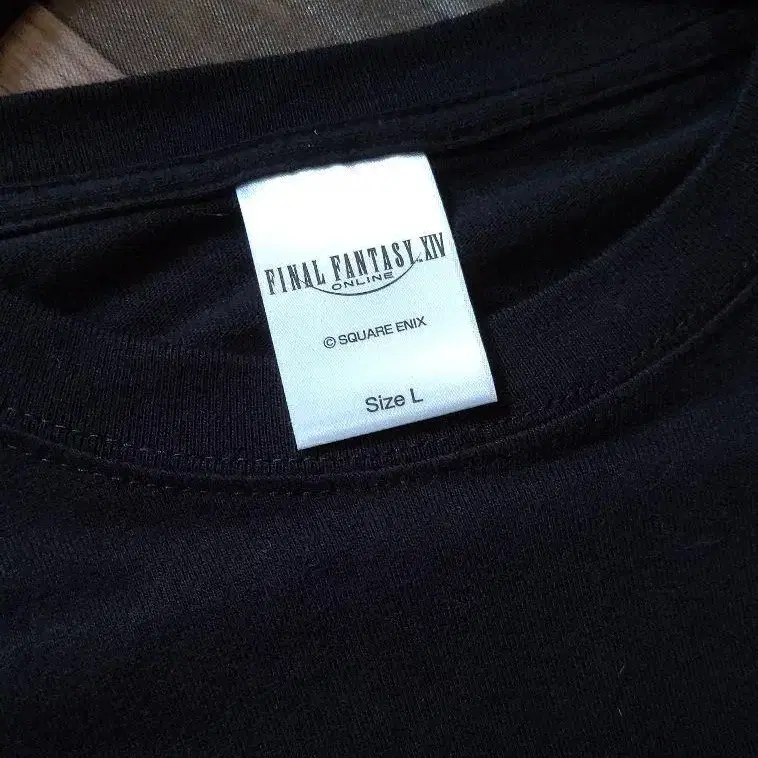 FINAL FANTASY XIV
ONLINE
© SQUARE ENIX
Size L